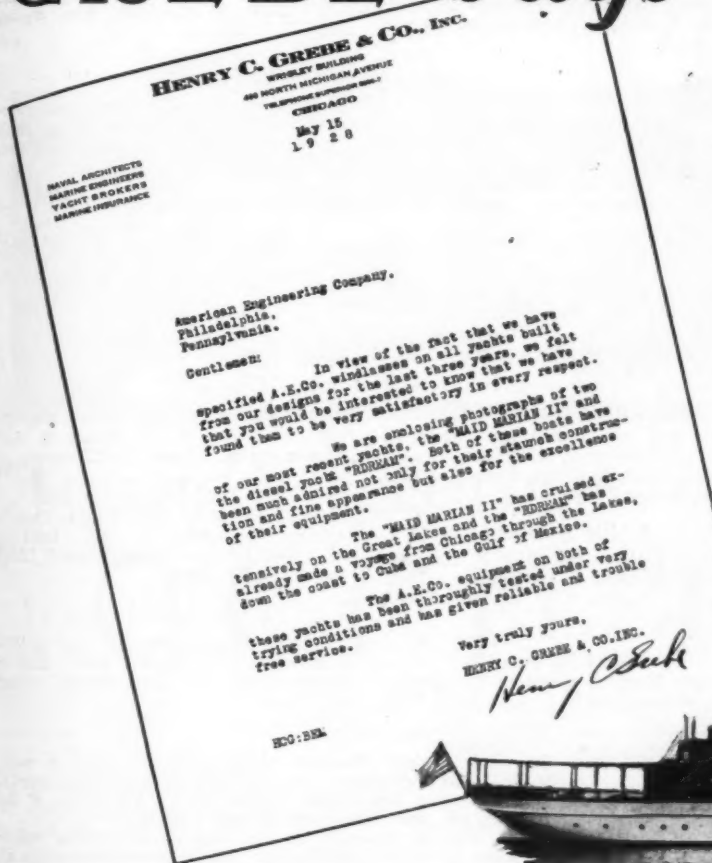 HENRY C. GREBE & CO., INC.
WRIGLEY BUILDING
NORTH MICHIGAN AVENUE
TELEPHONE SUPERIOR
CHICAGO
May 15
1 9 2 8
NAVAL ARCHITECTS
MARINE ENGINEERS
YACHT BROKERS
MARINE INSURANCE
American Engineering Company,
Philadelphia,
Pennsylvania.
Gentlemen:
In view of the fact that we have
specified A.E.Co. windlasses on all yachts built
from our designs for the last three years, we felt
that you would be interested to know that we have
found them to be very satisfactory in every respect.
We are enclosing photographs of two
of our most recent yachts, the "MAID MARIAN II" and
the diesel yacht "RDREAM". Both of these boats have
been much admired not only for their staunch construc-
tion and fine appearance but also for the excellence
of their equipment.
The "MAID MARIAN II" has cruised ex-
tensively on the Great Lakes and the "RDREAM" has
already made a voyage from Chicago through the Lakes,
down the coast to Cuba and the Gulf of Mexico.
The A.E.Co. equipment on both of
these yachts has been thoroughly tested under very
trying conditions and has given reliable and trouble
free service.
Very truly yours,
HENRY C. GREBE & CO.INC.
Henry C Grebe
HCG:BEM